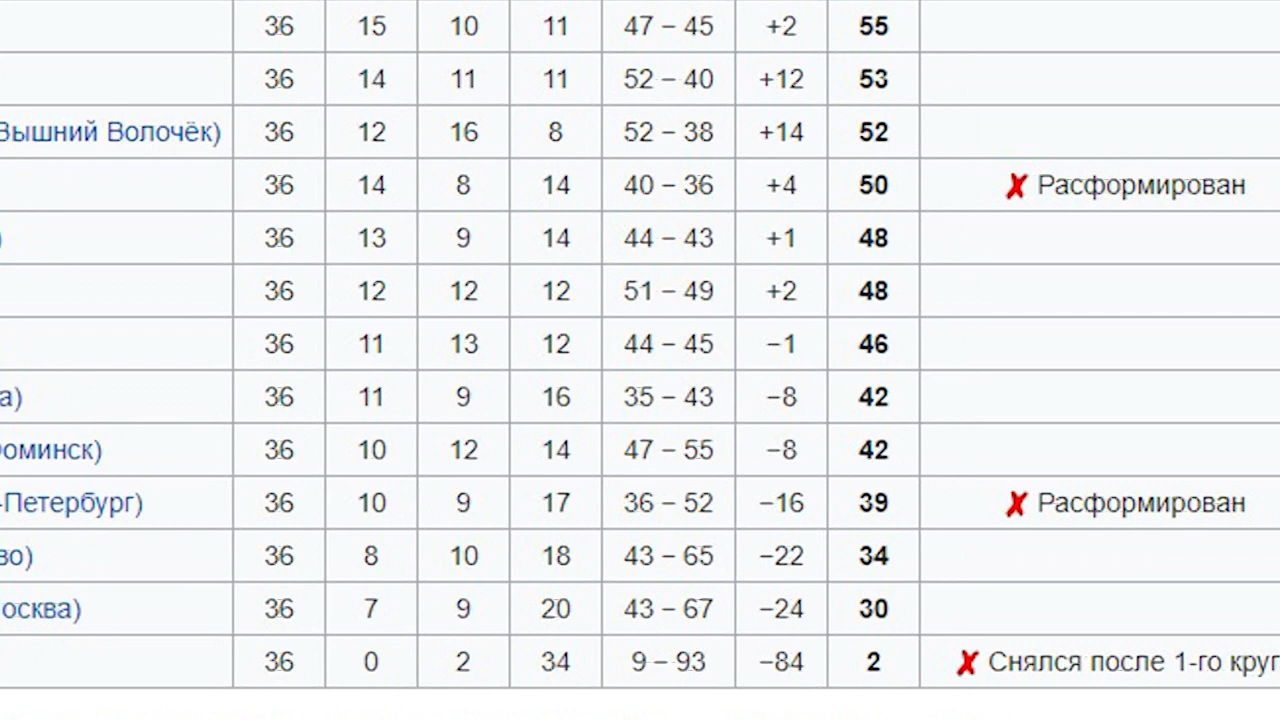 36 15 10 11 47 − 45 +2 55
36 14 11 11 52 − 40 +12 53
Вышний Волочёк) 36 12 16 8 52 − 38 +14 52
36 14 8 14 40 − 36 +4 50 ✘ Расформирован
) 36 13 9 14 44 − 43 +1 48
36 12 12 12 51 − 49 +2 48
36 11 13 12 44 − 45 −1 46
а) 36 11 9 16 35 − 43 −8 42
оминск) 36 10 12 14 47 − 55 −8 42
-Петербург) 36 10 9 17 36 − 52 −16 39 ✘ Расформирован
во) 36 8 10 18 43 − 65 −22 34
осква) 36 7 9 20 43 − 67 −24 30
36 0 2 34 9 − 93 −84 2 ✘ Снялся после 1-го круг